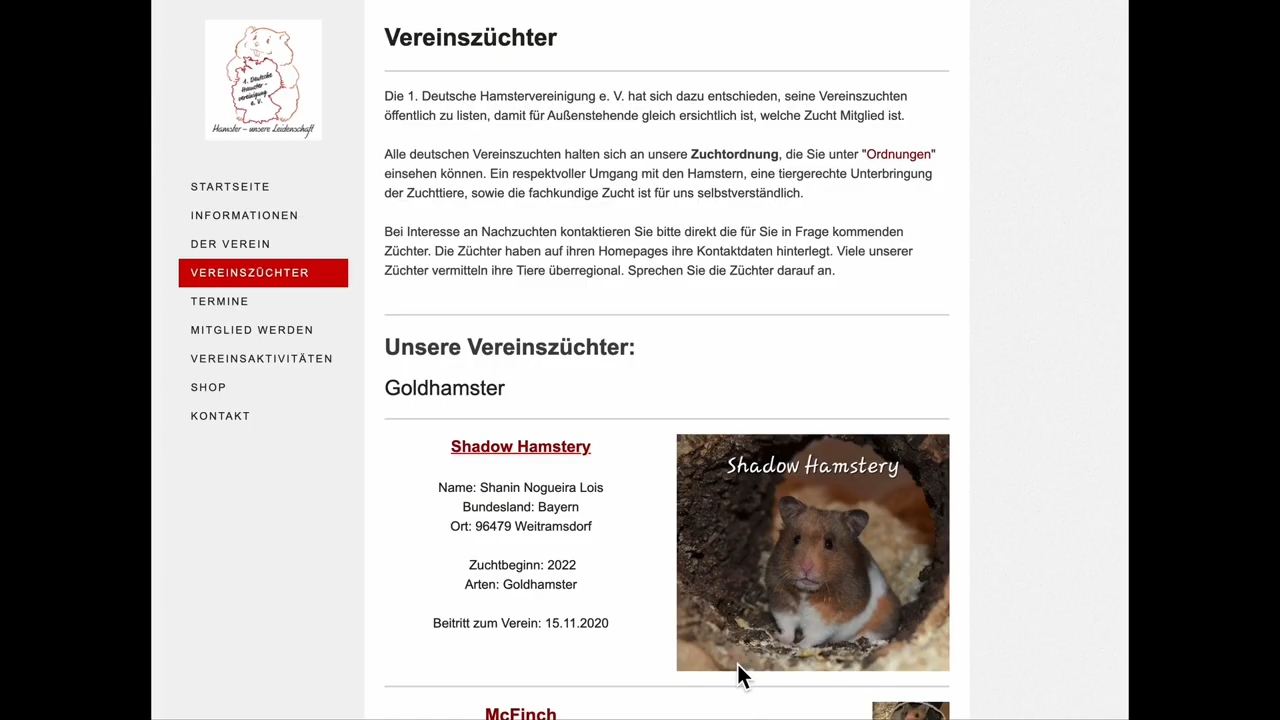 1. Deutsche
Hamster-
vereinigung
e. V.
Hamster – unsere Leidenschaft
STARTSEITE
INFORMATIONEN
DER VEREIN
VEREINSZÜCHTER
TERMINE
MITGLIED WERDEN
VEREINSAKTIVITÄTEN
SHOP
KONTAKT
Vereinszüchter
Die 1. Deutsche Hamstervereinigung e. V. hat sich dazu entschieden, seine Vereinszuchten
öffentlich zu listen, damit für Außenstehende gleich ersichtlich ist, welche Zucht Mitglied ist.
Alle deutschen Vereinszuchten halten sich an unsere Zuchtordnung, die Sie unter "Ordnungen"
einsehen können. Ein respektvoller Umgang mit den Hamstern, eine tiergerechte Unterbringung
der Zuchttiere, sowie die fachkundige Zucht ist für uns selbstverständlich.
Bei Interesse an Nachzuchten kontaktieren Sie bitte direkt die für Sie in Frage kommenden
Züchter. Die Züchter haben auf ihren Homepages ihre Kontaktdaten hinterlegt. Viele unserer
Züchter vermitteln ihre Tiere überregional. Sprechen Sie die Züchter darauf an.
Unsere Vereinszüchter:
Goldhamster
Shadow Hamstery
Name: Shanin Nogueira Lois
Bundesland: Bayern
Ort: 96479 Weitramsdorf
Zuchtbeginn: 2022
Arten: Goldhamster
Beitritt zum Verein: 15.11.2020
Shadow Hamstery
McFinch